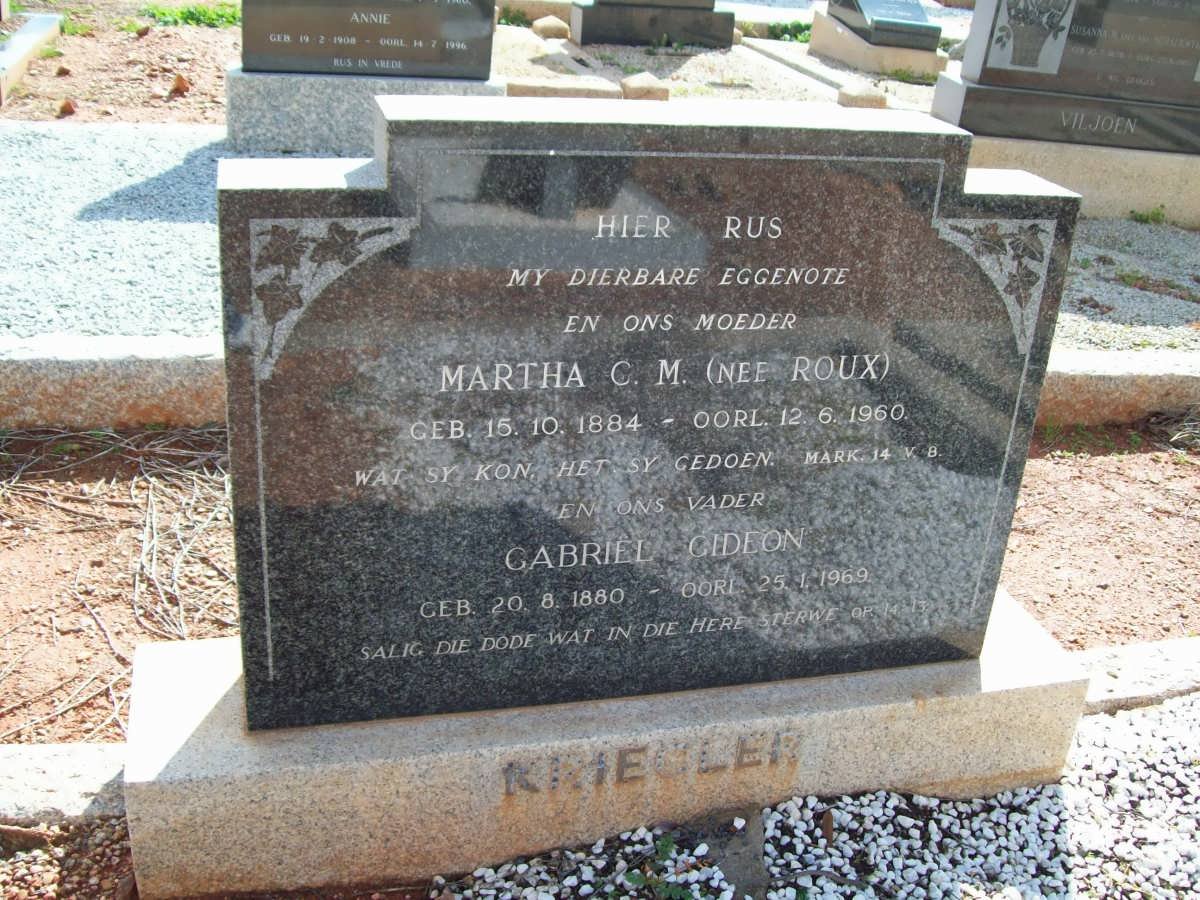 ANNIE
GEB. 19·2·1908 – OORL. 14·7·1996
RUS IN VREDE
VILJOEN
HIER RUS
MY DIERBARE EGGENOTE
EN ONS MOEDER
MARTHA C. M. (NEE ROUX)
GEB. 15. 10. 1884 – OORL. 12. 6. 1960.
WAT SY KON, HET SY GEDOEN. MARK. 14 V. 8.
EN ONS VADER
GABRIËL GIDEON
GEB. 20. 8. 1880 – OORL. 25. 1. 1969.
SALIG DIE DODE WAT IN DIE HERE STERWE OP. 14:13
KRIEGLER